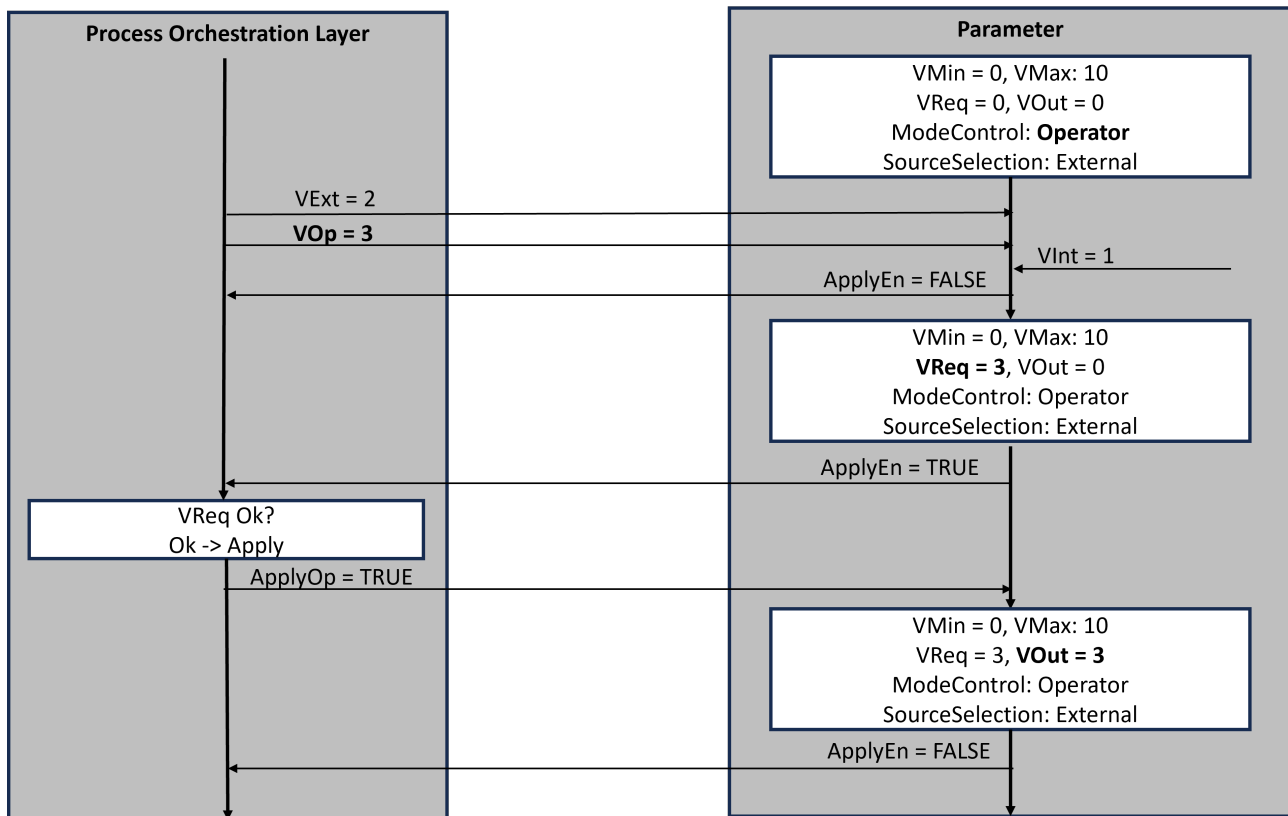 Process Orchestration Layer
Parameter
VMin = 0, VMax: 10
VReq = 0, VOut = 0
ModeControl: Operator
SourceSelection: External
VExt = 2
VOp = 3
VInt = 1
ApplyEn = FALSE
VMin = 0, VMax: 10
VReq = 3, VOut = 0
ModeControl: Operator
SourceSelection: External
ApplyEn = TRUE
VReq Ok?
Ok -> Apply
ApplyOp = TRUE
VMin = 0, VMax: 10
VReq = 3, VOut = 3
ModeControl: Operator
SourceSelection: External
ApplyEn = FALSE